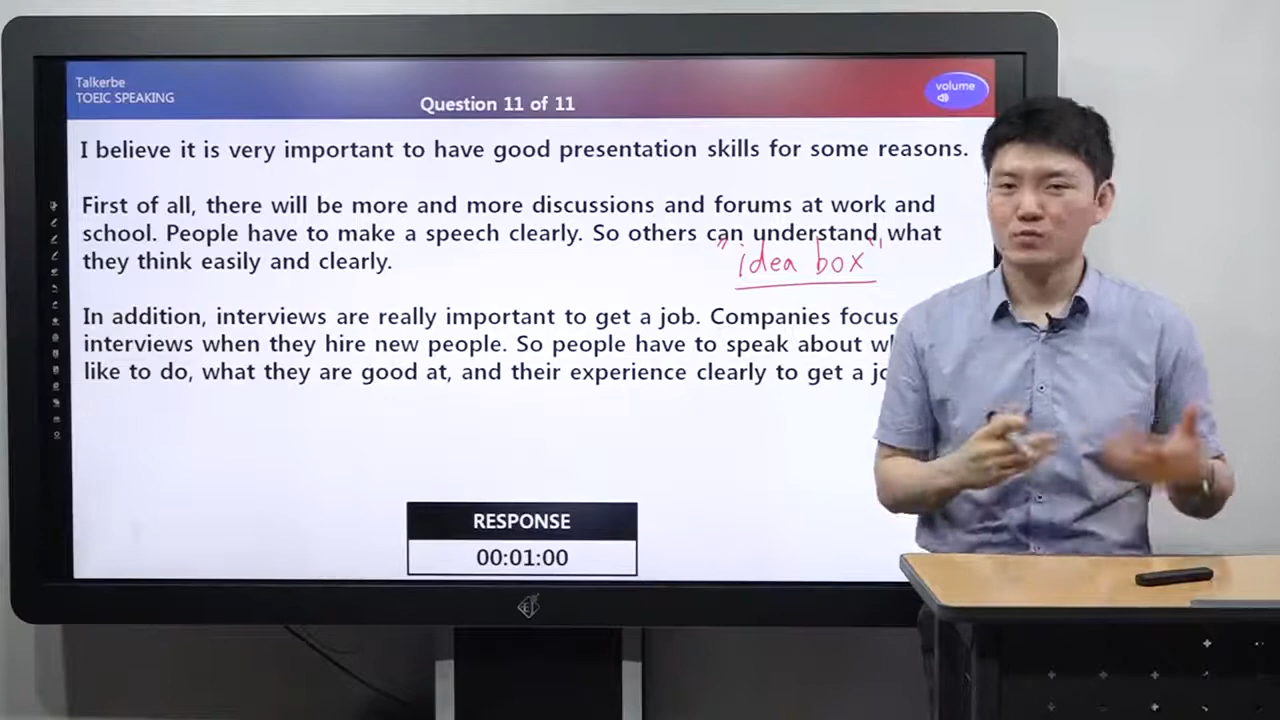 Talkerbe
TOEIC SPEAKING
Question 11 of 11
volume
I believe it is very important to have good presentation skills for some reasons.
First of all, there will be more and more discussions and forums at work and
school. People have to make a speech clearly. So others can understand what
they think easily and clearly.
"idea box"
In addition, interviews are really important to get a job. Companies focus
interviews when they hire new people. So people have to speak about
like to do, what they are good at, and their experience clearly to get a
RESPONSE
00:01:00